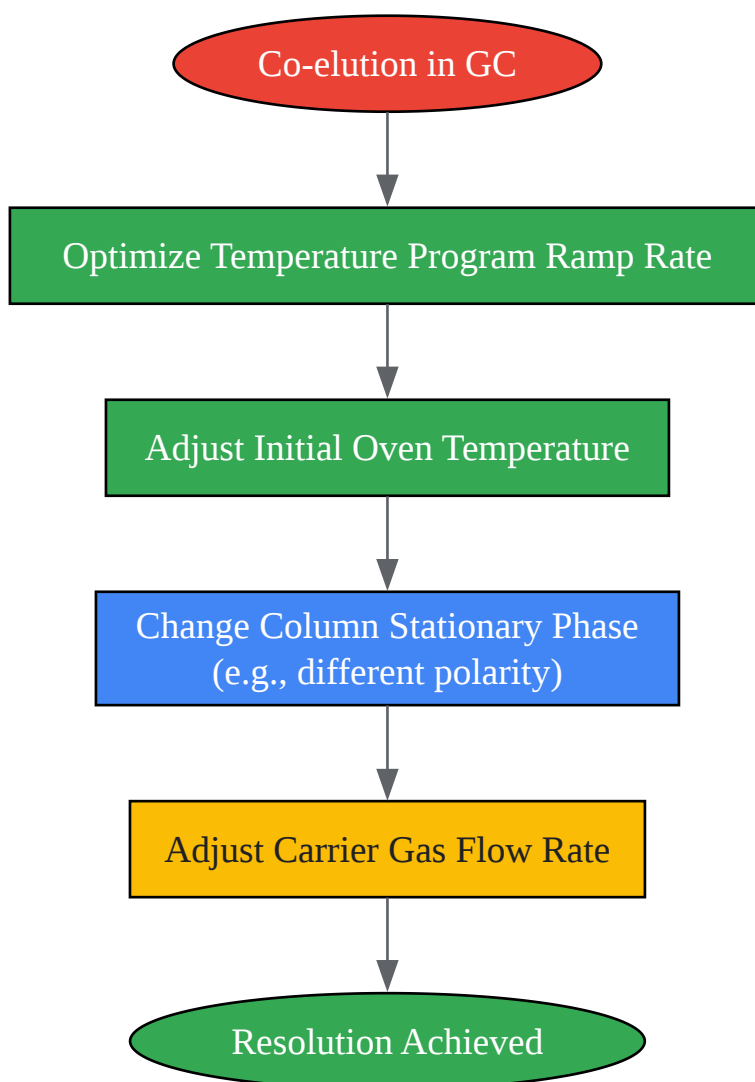 Co-elution in GC
Optimize Temperature Program Ramp Rate
Adjust Initial Oven Temperature
Change Column Stationary Phase
(e.g., different polarity)
Adjust Carrier Gas Flow Rate
Resolution Achieved